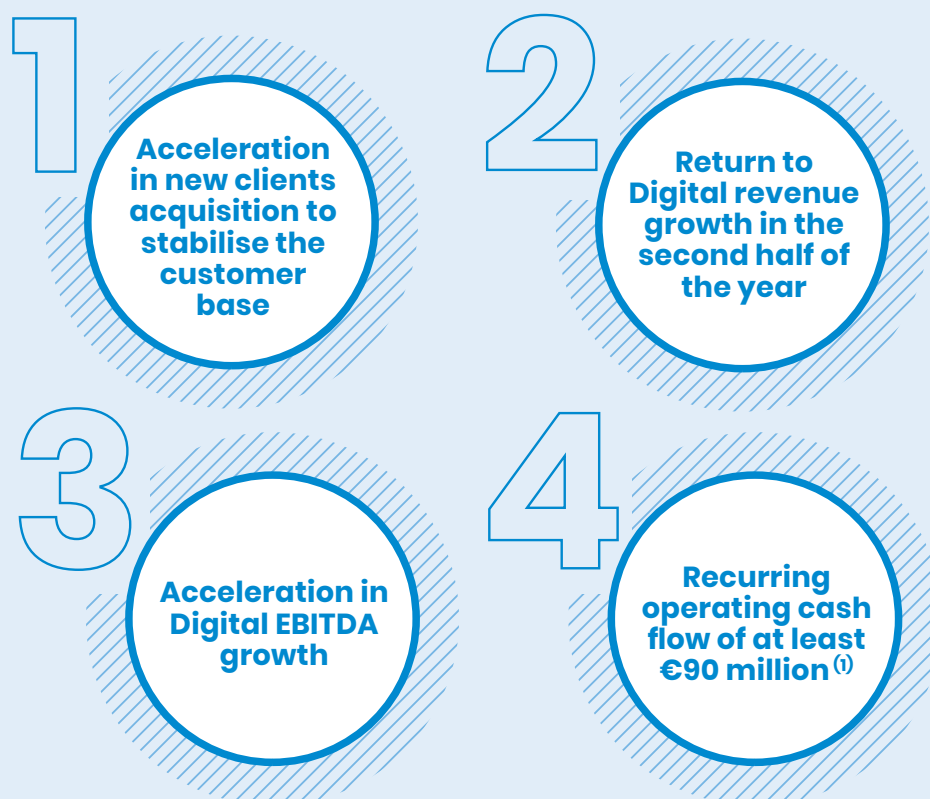 1
Acceleration
in new clients
acquisition to
stabilise the
customer
base
2
Return to
Digital revenue
growth in the
second half of
the year
3
Acceleration in
Digital EBITDA
growth
4
Recurring
operating cash
flow of at least
€90 million (1)